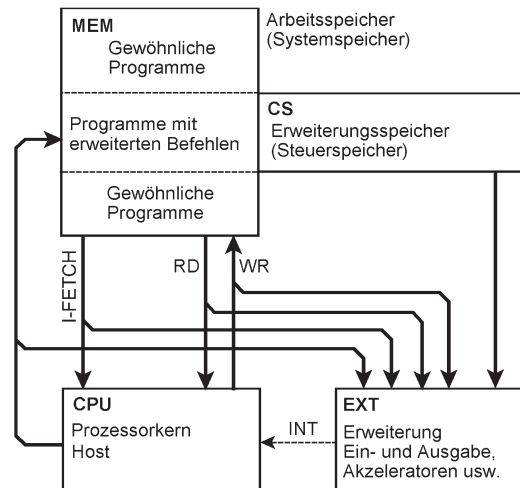 MEM
Gewöhnliche
Programme
Arbeitsspeicher
(Systemspeicher)
Programme mit
erweiterten Befehlen
CS
Erweiterungsspeicher
(Steuerspeicher)
Gewöhnliche
Programme
I-FETCH
RD
WR
CPU
Prozessorkern
Host
INT
EXT
Erweiterung
Ein- und Ausgabe,
Akzeleratoren usw.